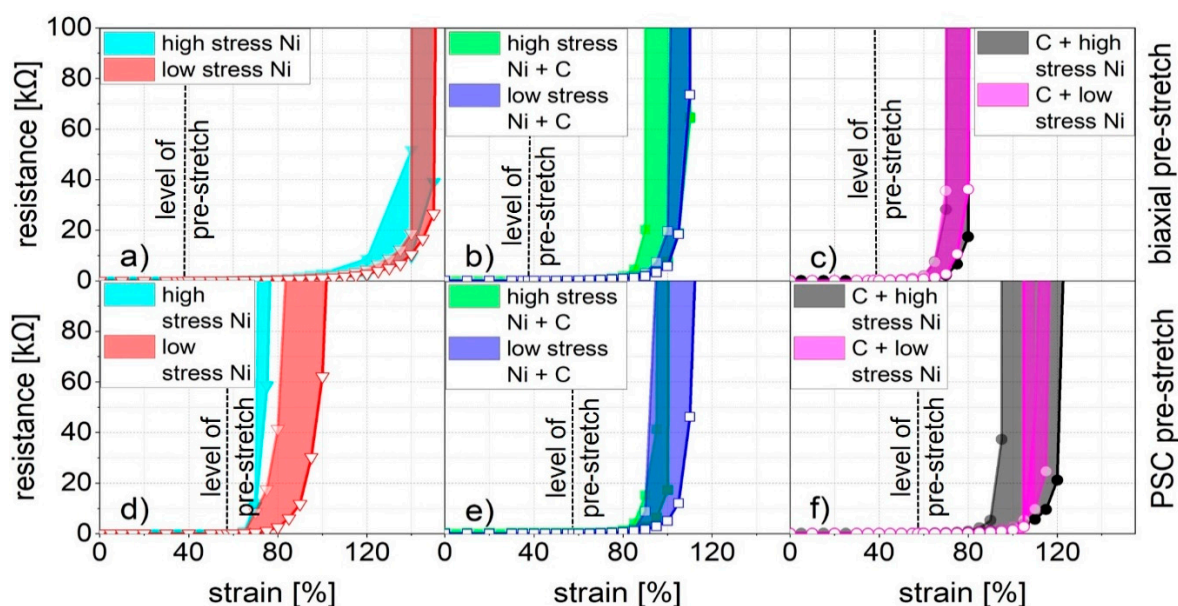 resistance [kΩ]
100
80
60
40
20
0
high stress Ni
low stress Ni
level of
pre-stretch
a)
high stress
Ni + C
low stress
Ni + C
level of
pre-stretch
b)
C + high
stress Ni
C + low
stress Ni
level of
pre-stretch
c)
biaxial pre-stretch
resistance [kΩ]
80
60
40
20
0
high
stress Ni
low
stress Ni
level of
pre-stretch
d)
high stress
Ni + C
low stress
Ni + C
level of
pre-stretch
e)
C + high
stress Ni
C + low
stress Ni
level of
pre-stretch
f)
PSC pre-stretch
0 40 80 120 0 40 80 120 0 40 80 120
strain [%] strain [%] strain [%]